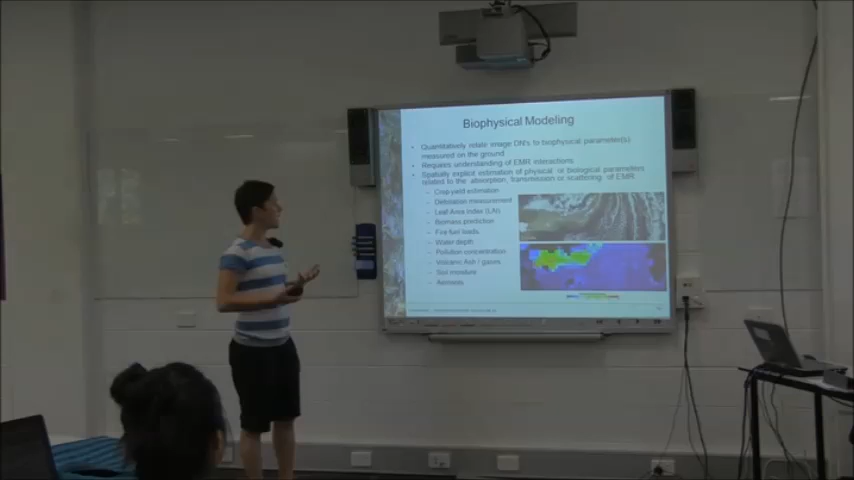 Biophysical Modeling
• Quantitatively relate image DN's to biophysical parameter(s)
measured on the ground
• Requires understanding of EMR interactions
• Spatially explicit estimation of physical or biological parameters
related to the absorption, transmission or scattering of EMR
– Crop yield estimation
– Defoliation measurement
– Leaf Area Index (LAI)
– Biomass prediction
– Fire fuel loads
– Water depth
– Pollution concentration
– Volcanic Ash / gases
– Soil moisture
– Aerosols